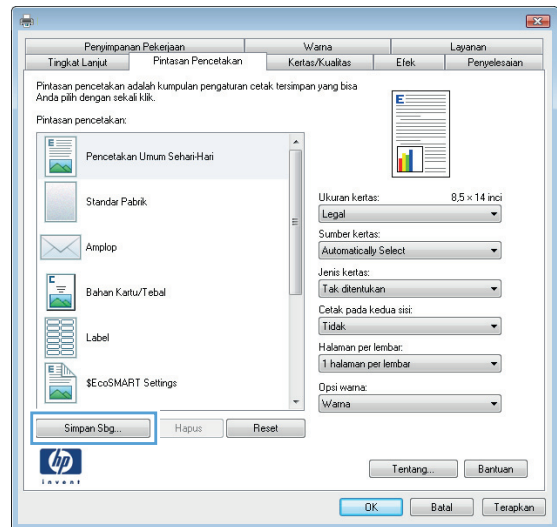 Penyimpanan Pekerjaan
Warna
Layanan
Tingkat Lanjut
Pintasan Pencetakan
Kertas/Kualitas
Efek
Penyelesaian
Pintasan pencetakan adalah kumpulan pengaturan cetak tersimpan yang bisa
Anda pilih dengan sekali klik.
Pintasan pencetakan:
Pencetakan Umum Sehari-Hari
Standar Pabrik
Amplop
Bahan Kartu/Tebal
Label
$EcoSMART Settings
Simpan Sbg...
Hapus
Reset
E
Ukuran kertas:
8,5 × 14 inci
Legal
Sumber kertas:
Automatically Select
Jenis kertas:
Tak ditentukan
Cetak pada kedua sisi:
Tidak
Halaman per lembar:
1 halaman per lembar
Opsi warna:
Warna
hp
invent
Tentang...
Bantuan
OK
Batal
Terapkan